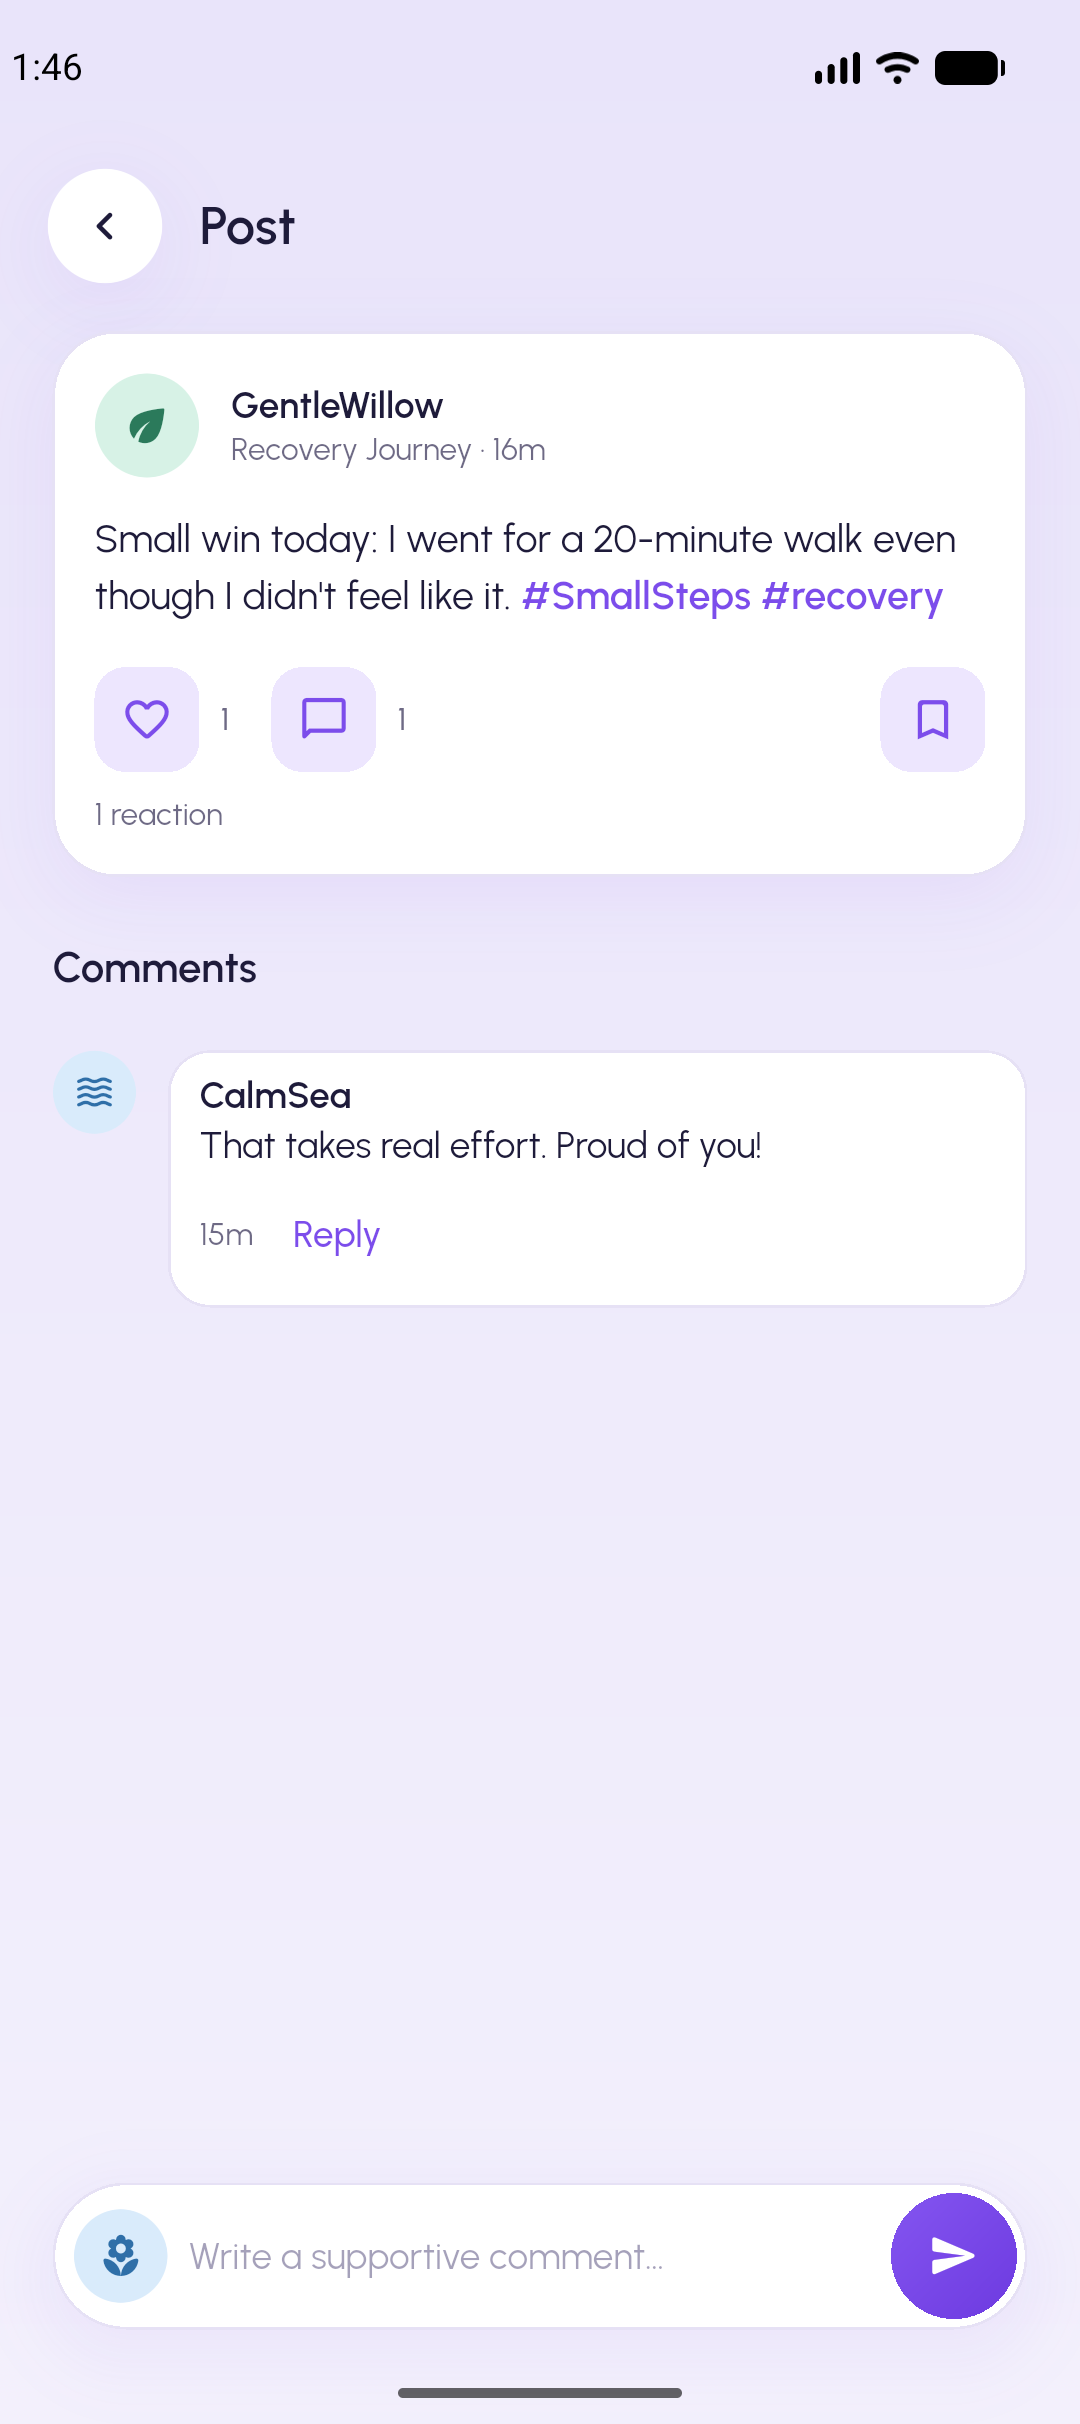 1:46
Post
GentleWillow
Recovery Journey · 16m
Small win today: I went for a 20-minute walk even
though I didn't feel like it. #SmallSteps #recovery
1 1
1 reaction
Comments
CalmSea
That takes real effort. Proud of you!
15m Reply
Write a supportive comment...